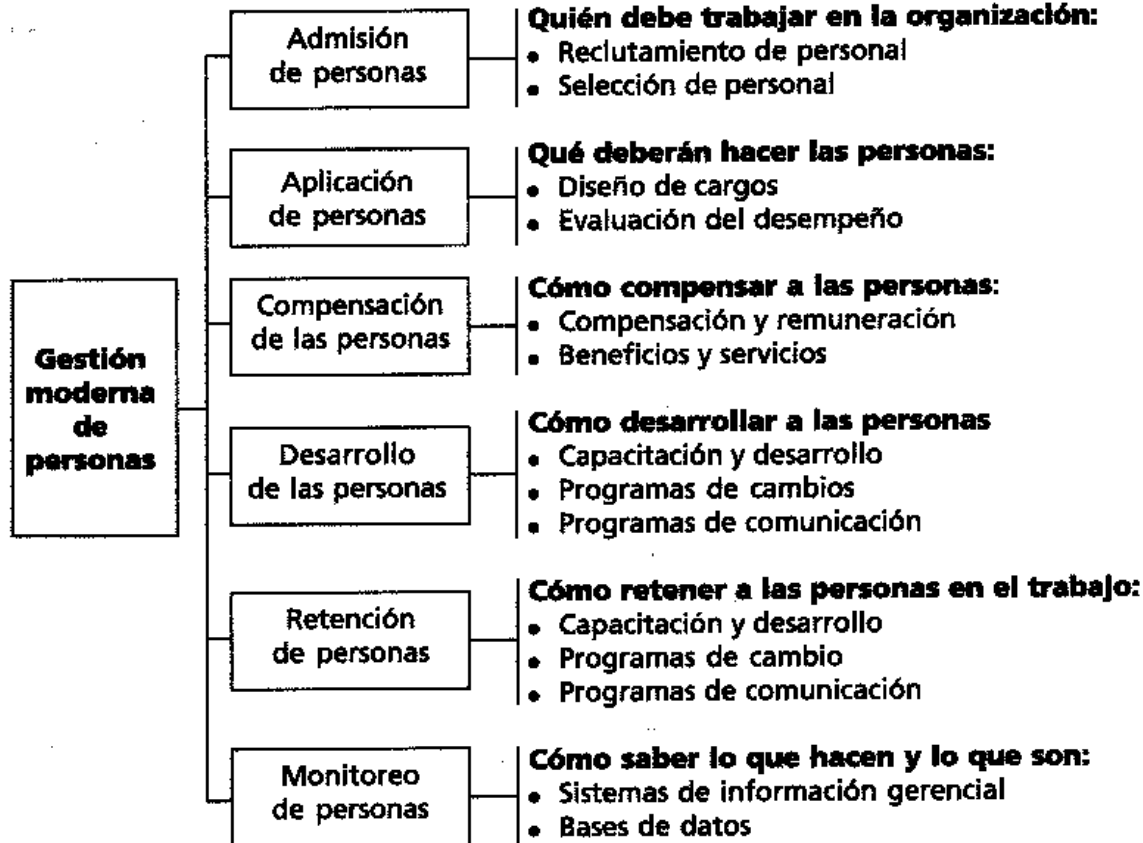 Gestión
moderna
de
personas
Admisión
de personas
Quién debe trabajar en la organización:
• Reclutamiento de personal
• Selección de personal
Aplicación
de personas
Qué deberán hacer las personas:
• Diseño de cargos
• Evaluación del desempeño
Compensación
de las personas
Cómo compensar a las personas:
• Compensación y remuneración
• Beneficios y servicios
Desarrollo
de las personas
Cómo desarrollar a las personas
• Capacitación y desarrollo
• Programas de cambios
• Programas de comunicación
Retención
de personas
Cómo retener a las personas en el trabajo:
• Capacitación y desarrollo
• Programas de cambio
• Programas de comunicación
Monitoreo
de personas
Cómo saber lo que hacen y lo que son:
• Sistemas de información gerencial
• Bases de datos